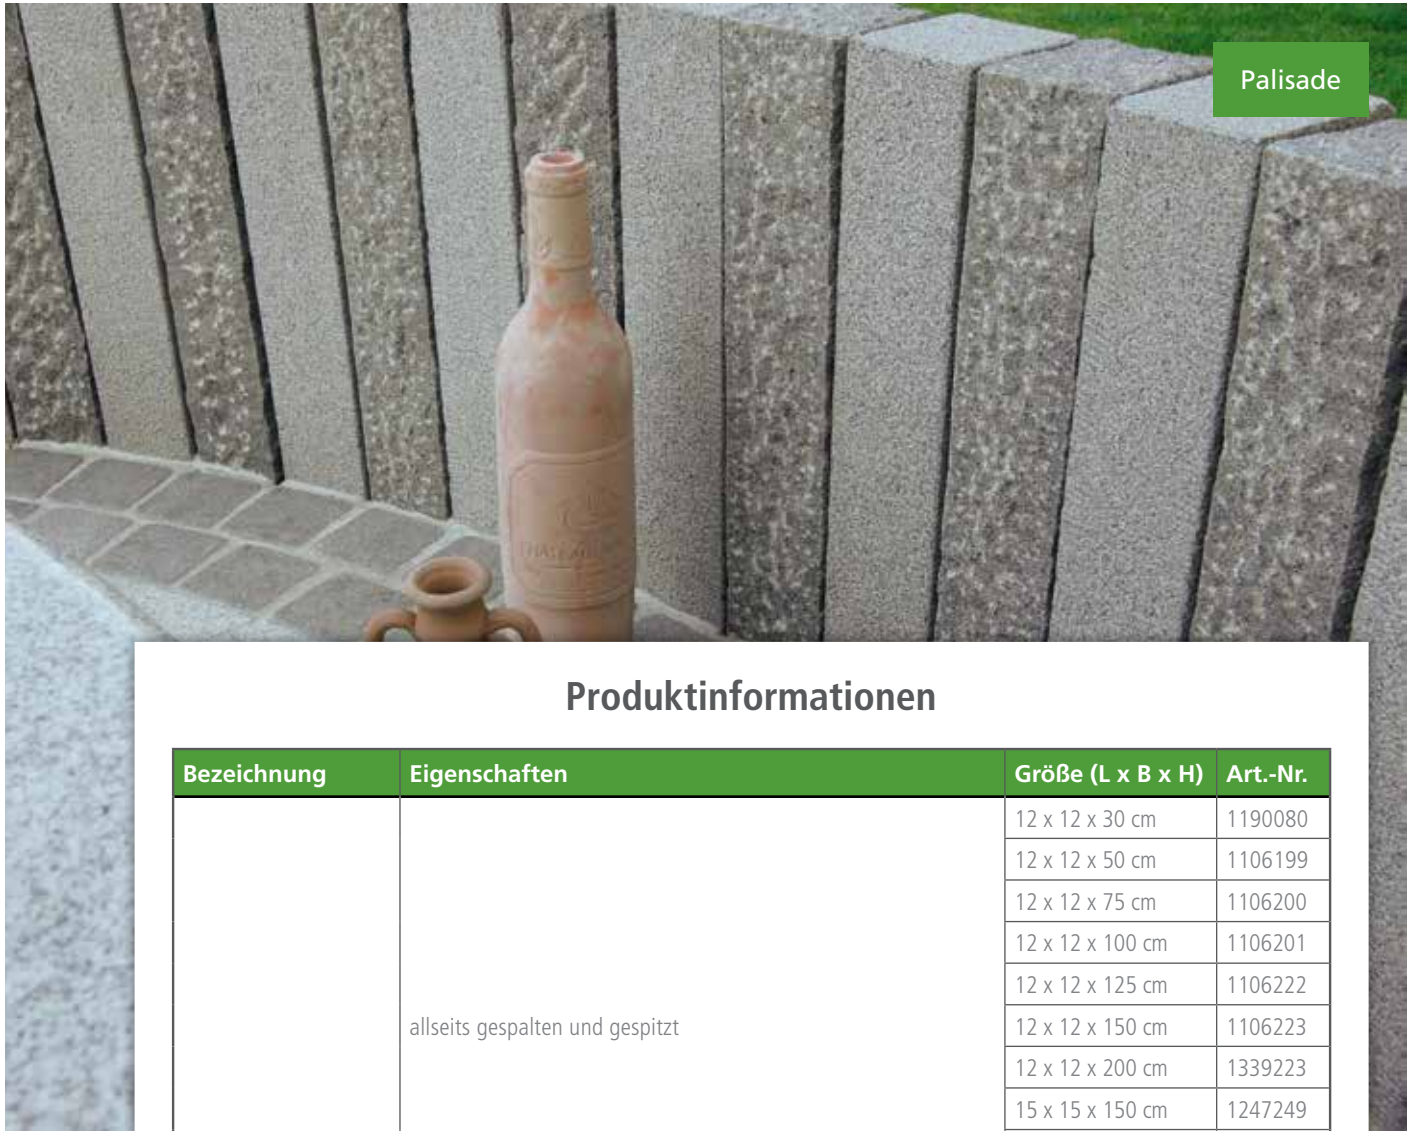 Palisade
Produktinformationen
Bezeichnung Eigenschaften Größe (L x B x H) Art.-Nr.
12 x 12 x 30 cm 1190080
12 x 12 x 50 cm 1106199
12 x 12 x 75 cm 1106200
12 x 12 x 100 cm 1106201
12 x 12 x 125 cm 1106222
allseits gespalten und gespitzt 12 x 12 x 150 cm 1106223
12 x 12 x 200 cm 1339223
15 x 15 x 150 cm 1247249